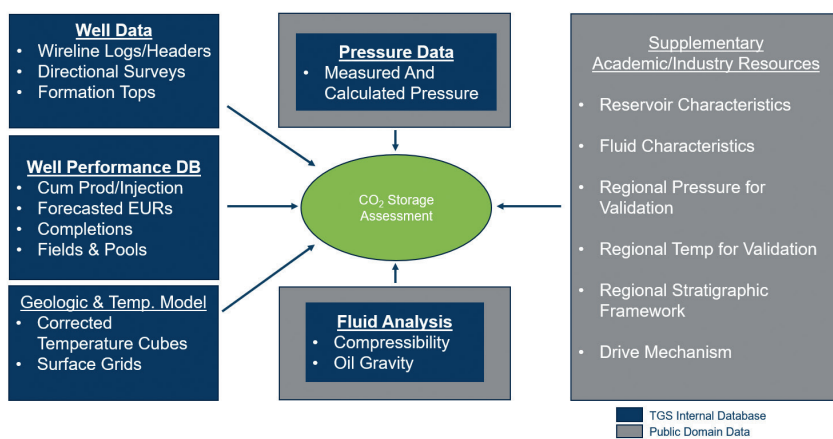 Well Data
• Wireline Logs/Headers
• Directional Surveys
• Formation Tops
Well Performance DB
• Cum Prod/Injection
• Forecasted EURs
• Completions
• Fields & Pools
Geologic & Temp. Model
• Corrected
Temperature Cubes
• Surface Grids
Pressure Data
• Measured And
Calculated Pressure
CO₂ Storage
Assessment
Fluid Analysis
• Compressibility
• Oil Gravity
Supplementary
Academic/Industry Resources
• Reservoir Characteristics
• Fluid Characteristics
• Regional Pressure for
Validation
• Regional Temp for Validation
• Regional Stratigraphic
Framework
• Drive Mechanism
TGS Internal Database
Public Domain Data